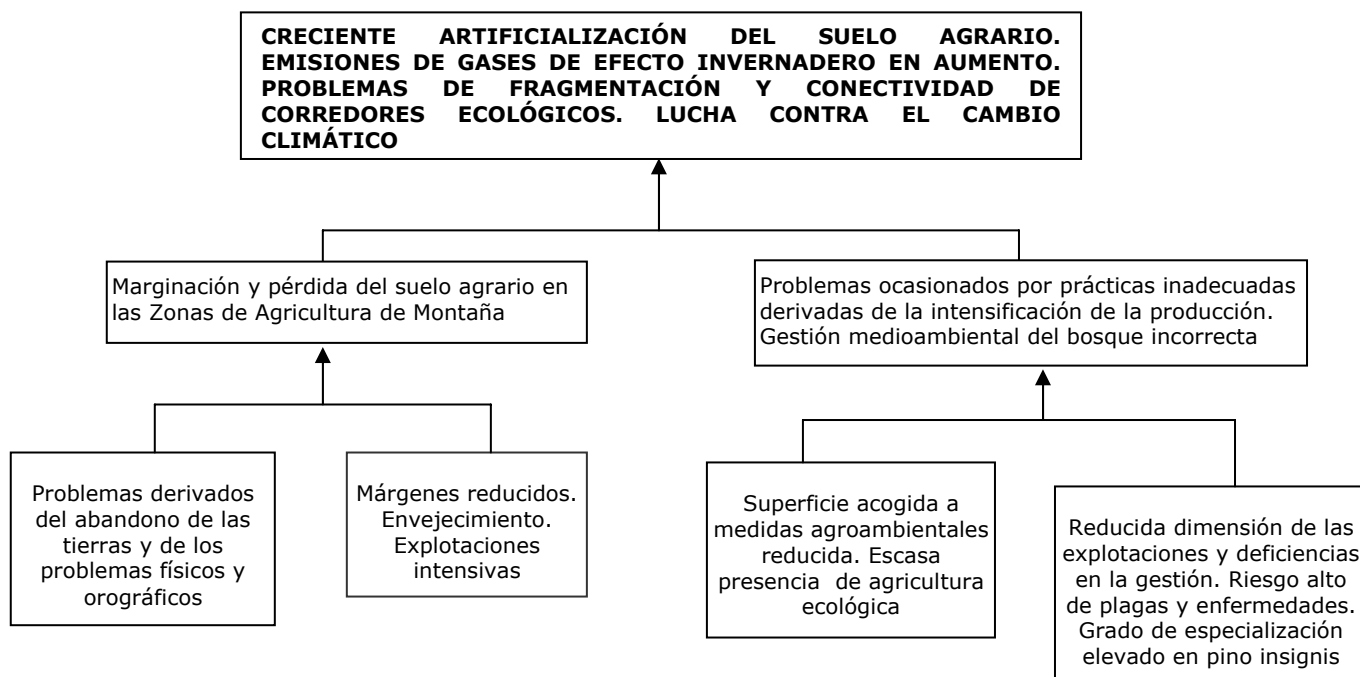 CRECIENTE ARTIFICIALIZACIÓN DEL SUELO AGRARIO.
EMISIONES DE GASES DE EFECTO INVERNADERO EN AUMENTO.
PROBLEMAS DE FRAGMENTACIÓN Y CONECTIVIDAD DE
CORREDORES ECOLÓGICOS. LUCHA CONTRA EL CAMBIO
CLIMÁTICO
Marginación y pérdida del suelo agrario en
las Zonas de Agricultura de Montaña
Problemas ocasionados por prácticas inadecuadas
derivadas de la intensificación de la producción.
Gestión medioambiental del bosque incorrecta
Problemas derivados
del abandono de las
tierras y de los
problemas físicos y
orográficos
Márgenes reducidos.
Envejecimiento.
Explotaciones
intensivas
Superficie acogida a
medidas agroambientales
reducida. Escasa
presencia de agricultura
ecológica
Reducida dimensión de las
explotaciones y deficiencias
en la gestión. Riesgo alto
de plagas y enfermedades.
Grado de especialización
elevado en pino insignis